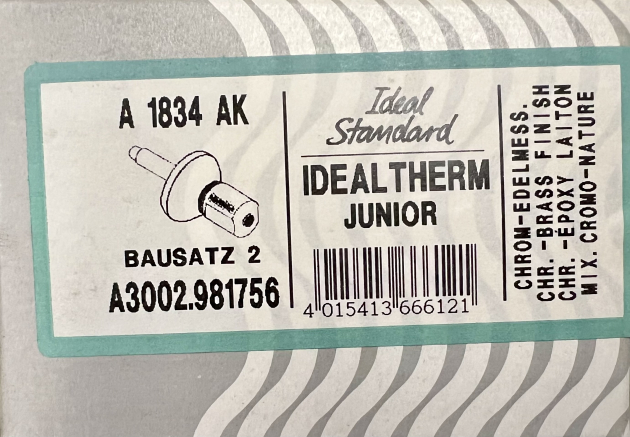 A 1834 AK
BAUSATZ 2
A3002.981756
Ideal
Standard
IDEALTHERM
JUNIOR
4 015413 666121
CHROM-EDELMESS.
CHR.-BRASS FINISH
CHR.-ÉPOXY LAITON
MIX. CROMO-NATURE